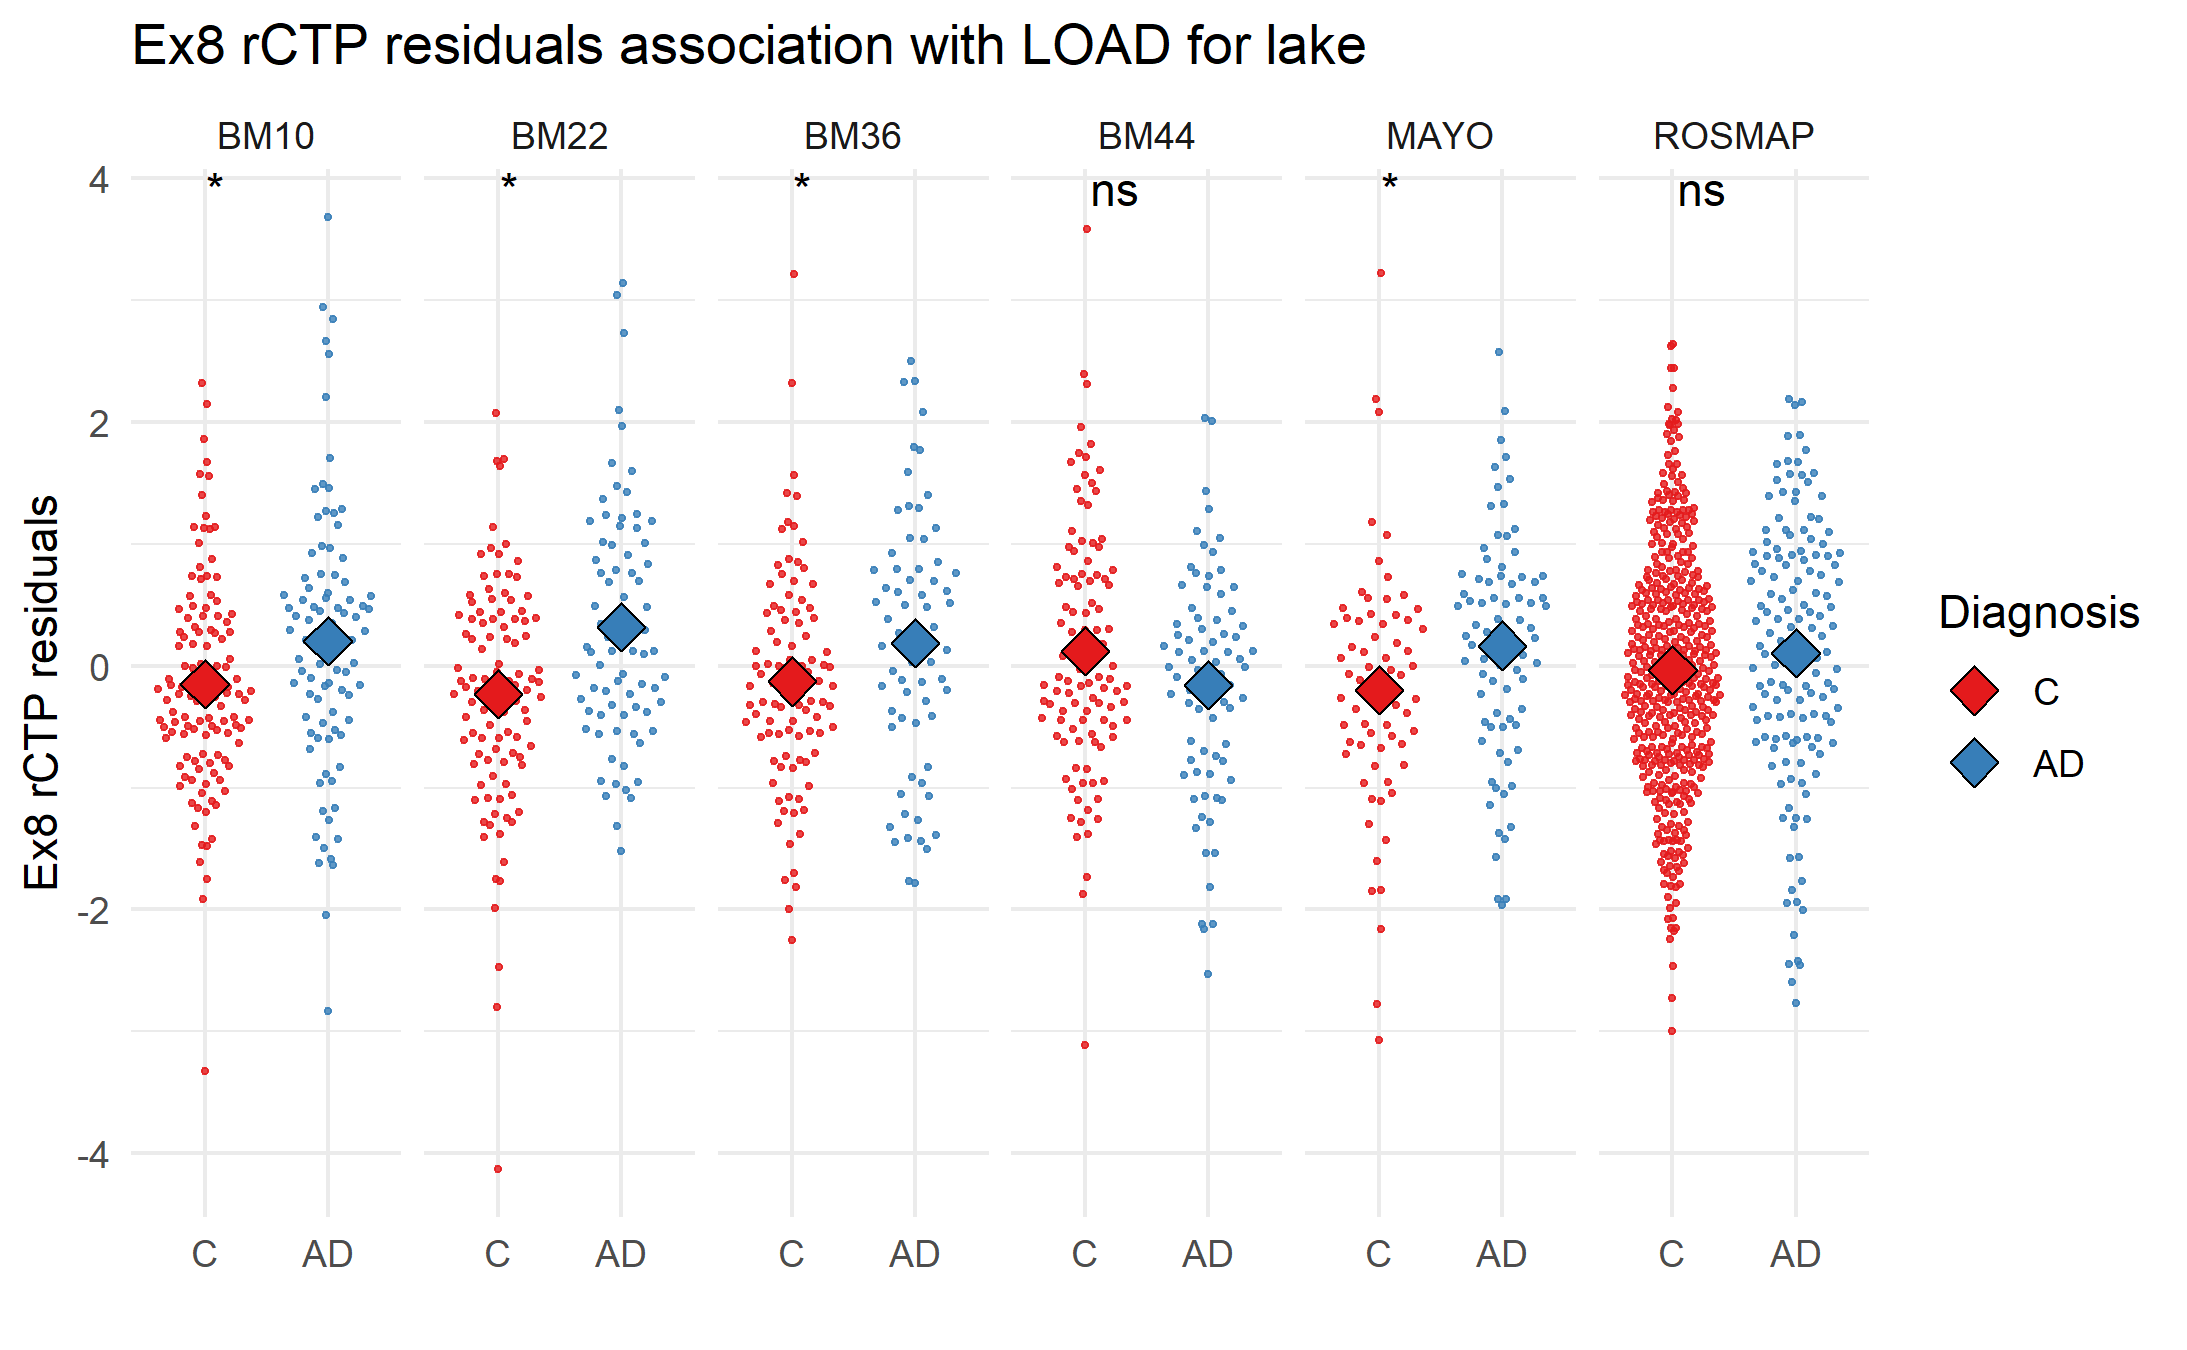 Ex8 rCTP residuals association with LOAD for lake
BM10 BM22 BM36 BM44 MAYO ROSMAP
* * * ns * ns
4
2
0
-2
-4
Ex8 rCTP residuals
C AD C AD C AD C AD C AD C AD
Diagnosis
C
AD